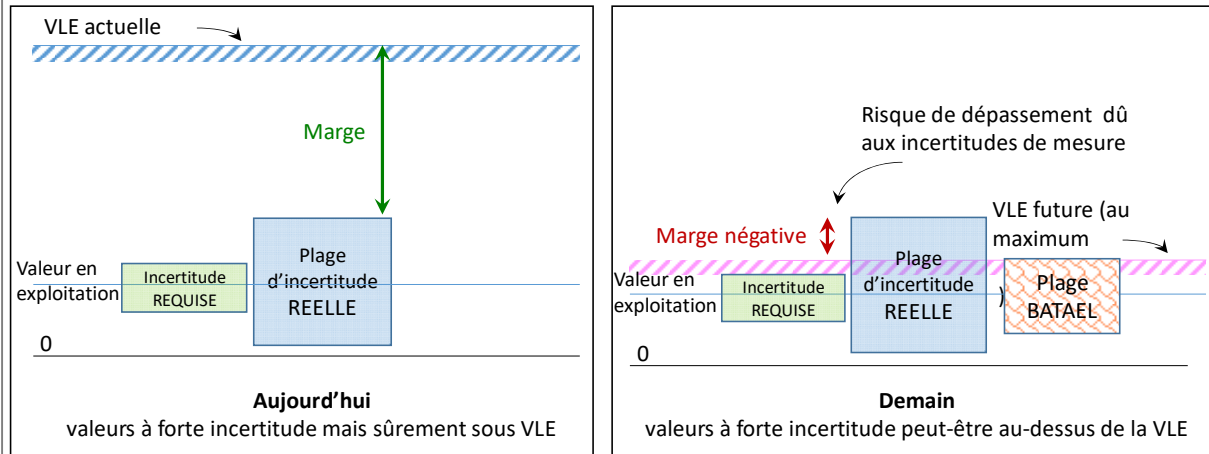 VLE actuelle
Marge
Valeur en
exploitation
Incertitude
REQUISE
Plage
d'incertitude
REELLE
0
Aujourd'hui
valeurs à forte incertitude mais sûrement sous VLE
Risque de dépassement dû
aux incertitudes de mesure
Marge négative
VLE future (au
maximum
)
Valeur en
exploitation
Incertitude
REQUISE
Plage
d'incertitude
REELLE
Plage
BATAEL
0
Demain
valeurs à forte incertitude peut-être au-dessus de la VLE